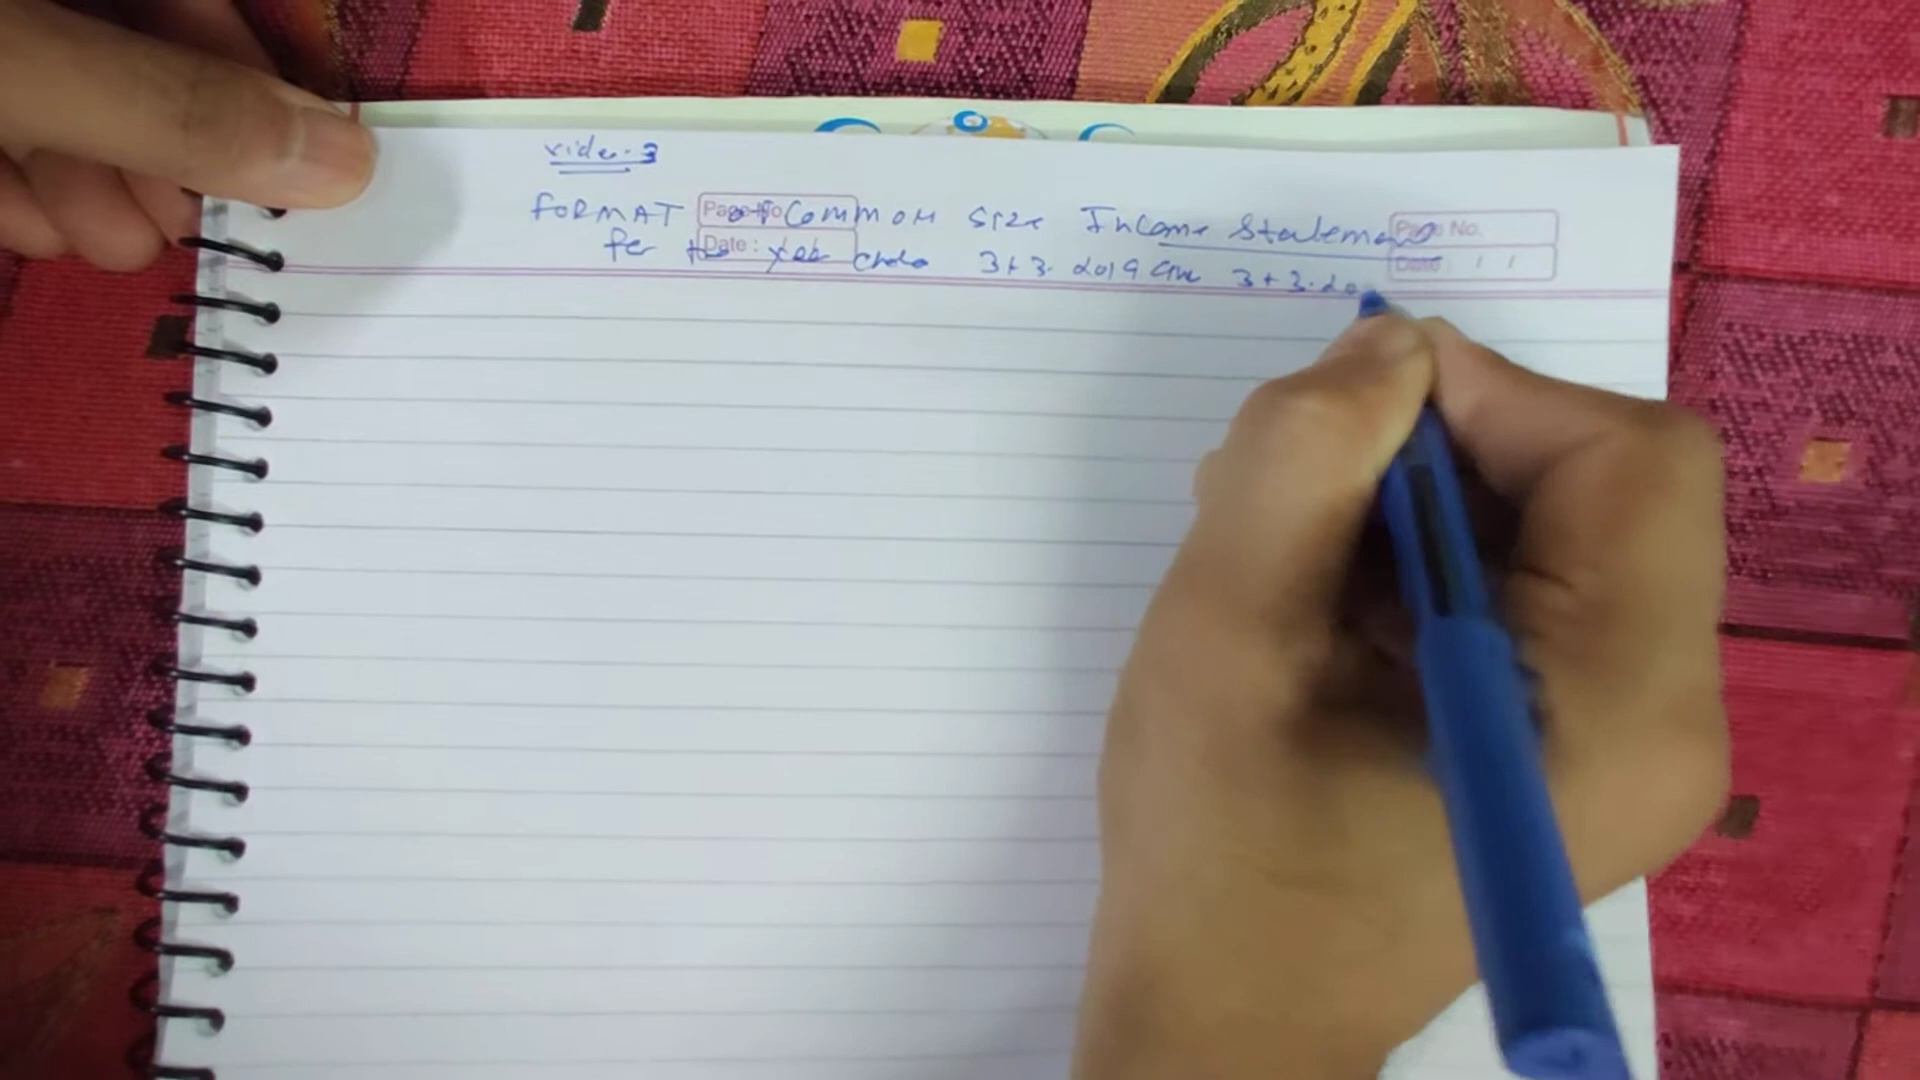 Video-3
FORMAT of Common Size Income Statement
for the year ended 31.3.2019 and 31.3.20
Page No.
Date :
Page No.
Date : / /